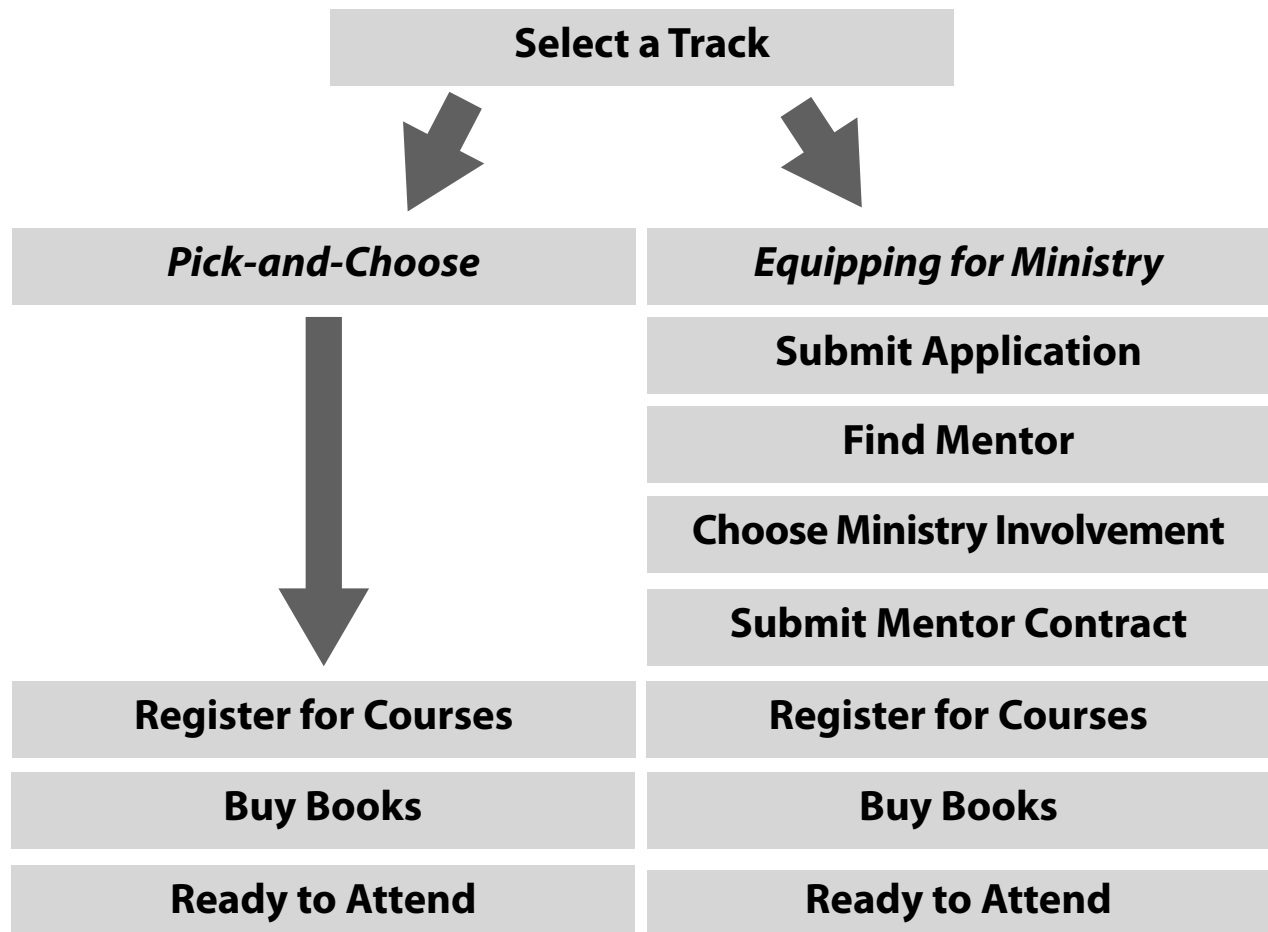 Select a Track
Pick-and-Choose
Equipping for Ministry
Submit Application
Find Mentor
Choose Ministry Involvement
Submit Mentor Contract
Register for Courses
Register for Courses
Buy Books
Buy Books
Ready to Attend
Ready to Attend